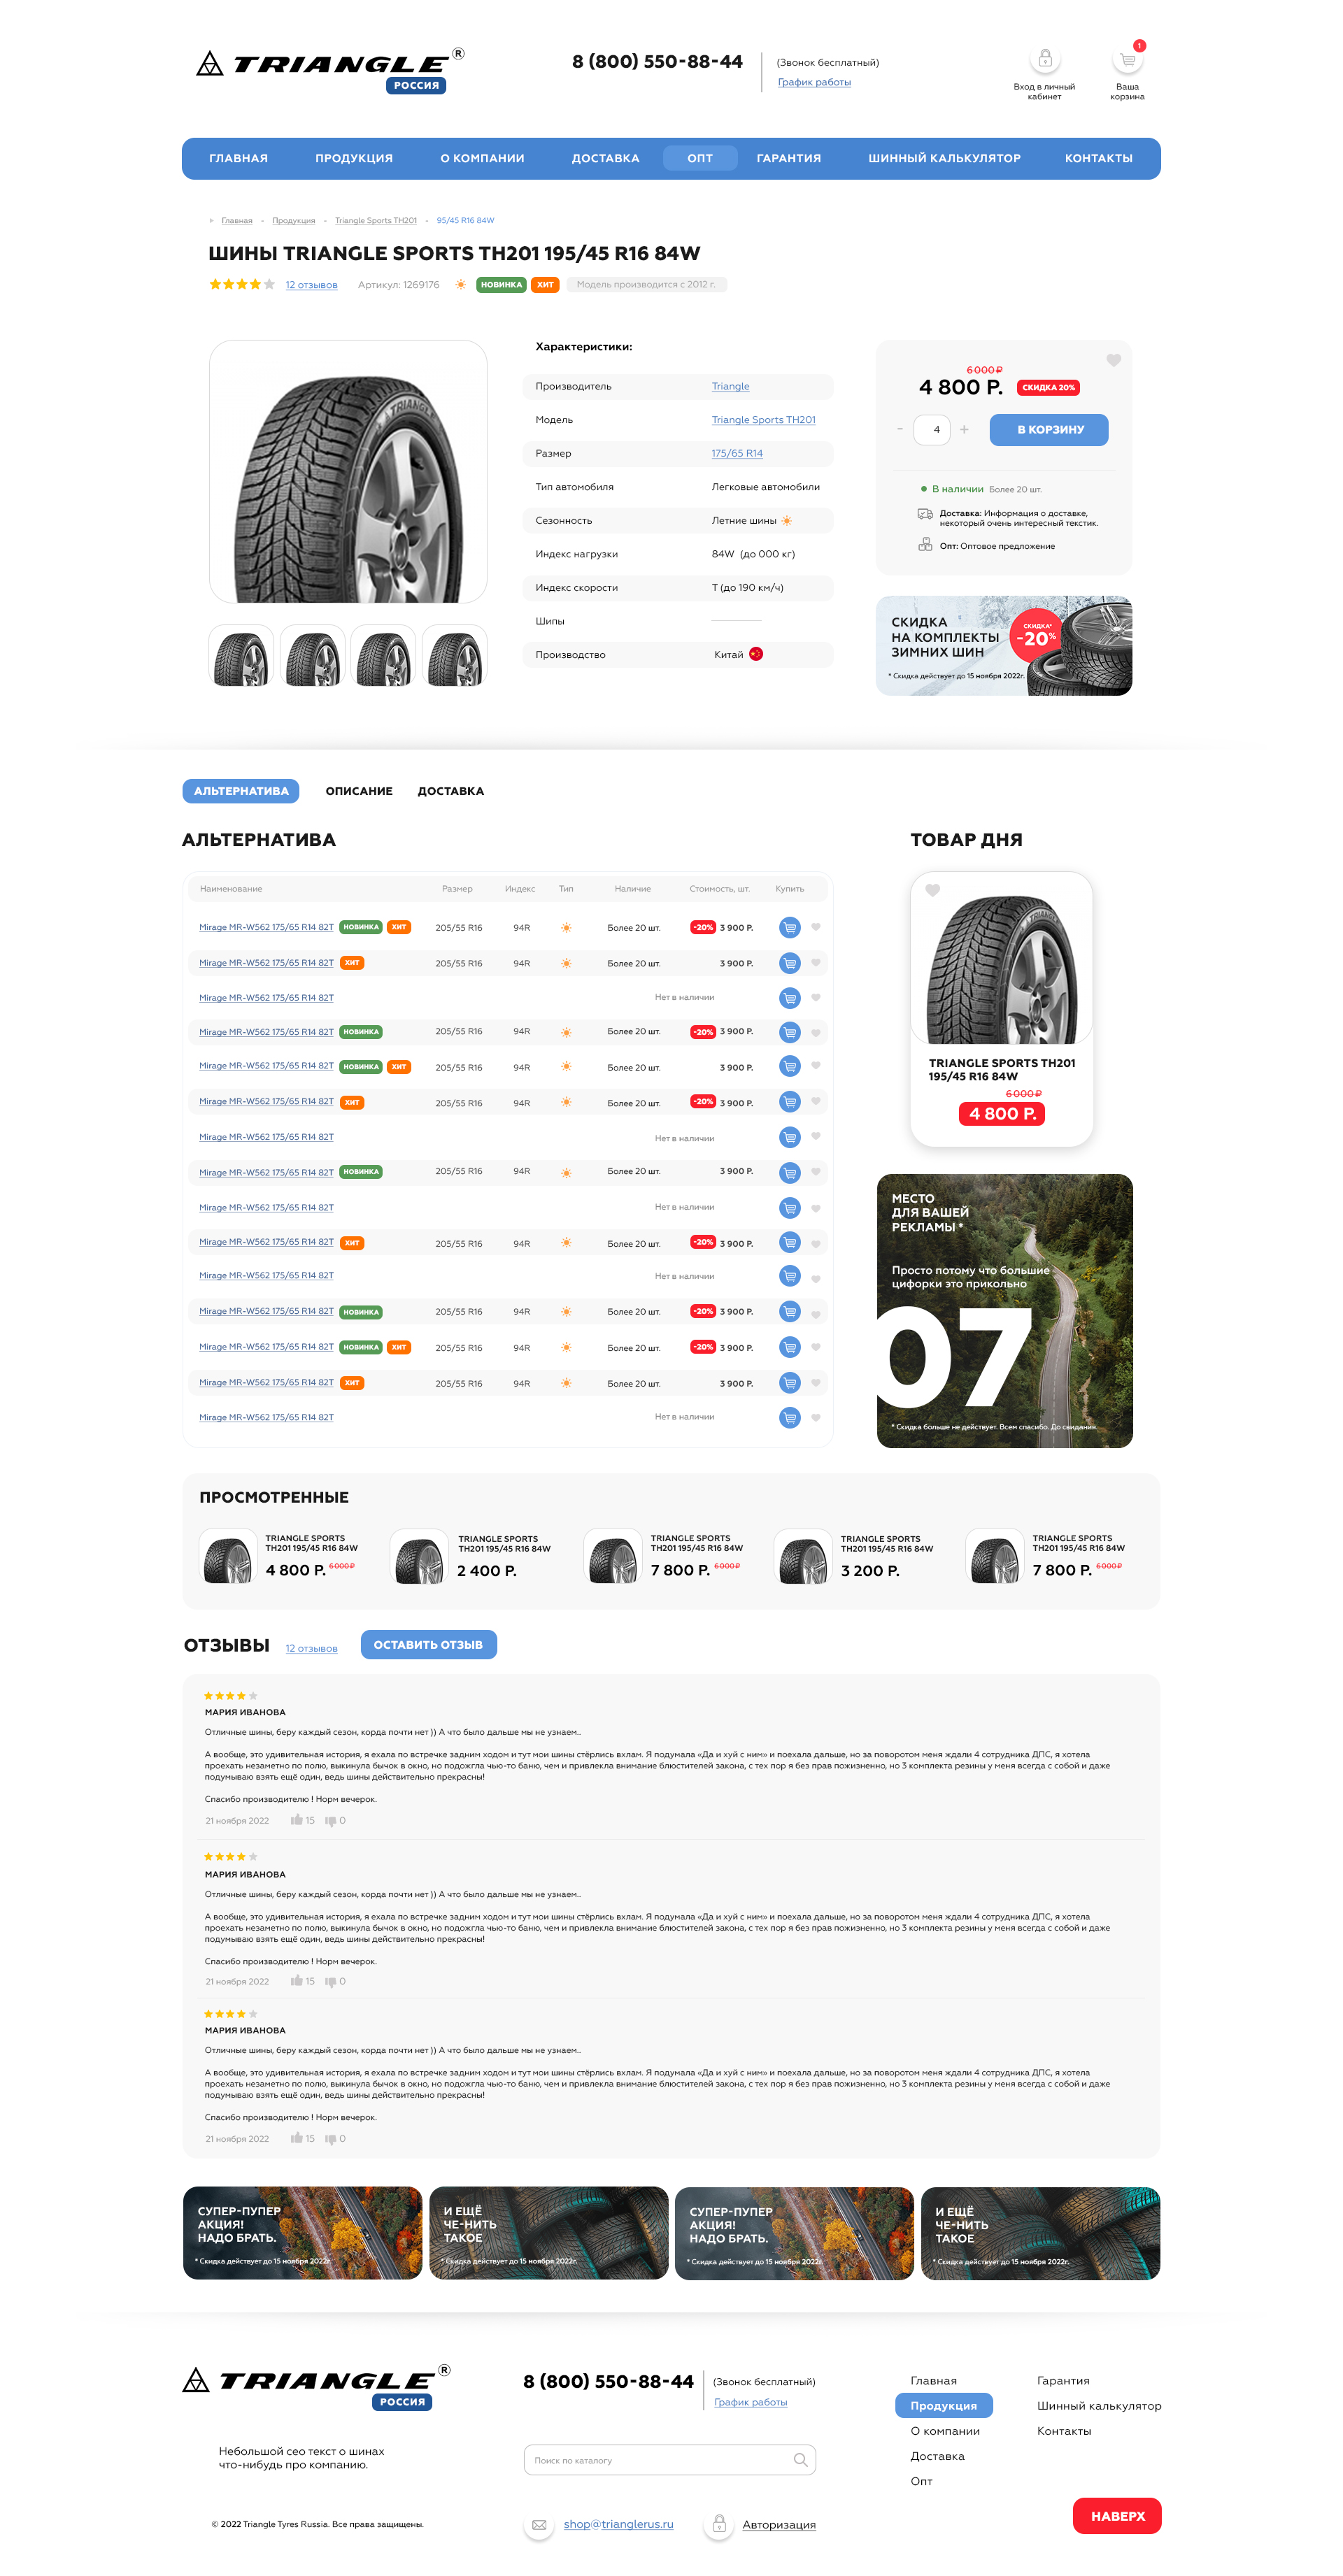 TRIANGLE ®
РОССИЯ
8 (800) 550-88-44
(Звонок бесплатный)
График работы
Вход в личный
кабинет
1
Ваша
корзина
ГЛАВНАЯ ПРОДУКЦИЯ О КОМПАНИИ ДОСТАВКА ОПТ ГАРАНТИЯ ШИННЫЙ КАЛЬКУЛЯТОР КОНТАКТЫ
Главная Продукция Triangle Sports TH201 95/45 R16 84W
ШИНЫ TRIANGLE SPORTS TH201 195/45 R16 84W
12 отзывов Артикул: 1269176 НОВИНКА ХИТ Модель производится с 2012 г.
Характеристики:
Производитель Triangle
Модель Triangle Sports TH201
Размер 175/65 R14
Тип автомобиля Легковые автомобили
Сезонность Летние шины
Индекс нагрузки 84W (до 000 кг)
Индекс скорости T (до 190 км/ч)
Шипы
Производство Китай
6 000 ₽
4 800 Р. СКИДКА 20%
- 4 + В КОРЗИНУ
В наличии Более 20 шт.
Доставка: Информация о доставке,
некоторый очень интересный текстик.
Опт: Оптовое предложение
СКИДКА
НА КОМПЛЕКТЫ
ЗИМНИХ ШИН
СКИДКА*
-20%
* Скидка действует до 15 ноября 2022г.
АЛЬТЕРНАТИВА ОПИСАНИЕ ДОСТАВКА
АЛЬТЕРНАТИВА
Наименование Размер Индекс Тип Наличие Стоимость, шт. Купить
Mirage MR-W562 175/65 R14 82T НОВИНКА ХИТ 205/55 R16 94R Более 20 шт. -20% 3 900 Р.
Mirage MR-W562 175/65 R14 82T ХИТ 205/55 R16 94R Более 20 шт. 3 900 Р.
Mirage MR-W562 175/65 R14 82T Нет в наличии
Mirage MR-W562 175/65 R14 82T НОВИНКА 205/55 R16 94R Более 20 шт. -20% 3 900 Р.
Mirage MR-W562 175/65 R14 82T НОВИНКА ХИТ 205/55 R16 94R Более 20 шт. 3 900 Р.
Mirage MR-W562 175/65 R14 82T ХИТ 205/55 R16 94R Более 20 шт. -20% 3 900 Р.
Mirage MR-W562 175/65 R14 82T Нет в наличии
Mirage MR-W562 175/65 R14 82T НОВИНКА 205/55 R16 94R Более 20 шт. 3 900 Р.
Mirage MR-W562 175/65 R14 82T Нет в наличии
Mirage MR-W562 175/65 R14 82T ХИТ 205/55 R16 94R Более 20 шт. -20% 3 900 Р.
Mirage MR-W562 175/65 R14 82T Нет в наличии
Mirage MR-W562 175/65 R14 82T НОВИНКА 205/55 R16 94R Более 20 шт. -20% 3 900 Р.
Mirage MR-W562 175/65 R14 82T НОВИНКА ХИТ 205/55 R16 94R Более 20 шт. -20% 3 900 Р.
Mirage MR-W562 175/65 R14 82T ХИТ 205/55 R16 94R Более 20 шт. 3 900 Р.
Mirage MR-W562 175/65 R14 82T Нет в наличии
ТОВАР ДНЯ
TRIANGLE SPORTS TH201
195/45 R16 84W
6 000 ₽
4 800 Р.
МЕСТО
ДЛЯ ВАШЕЙ
РЕКЛАМЫ *
Просто потому что большие
цифорки это прикольно
07
* Скидка больше не действует. Всем спасибо. До свидания.
ПРОСМОТРЕННЫЕ
TRIANGLE SPORTS
TH201 195/45 R16 84W
4 800 Р. 6 000 ₽
TRIANGLE SPORTS
TH201 195/45 R16 84W
2 400 Р.
TRIANGLE SPORTS
TH201 195/45 R16 84W
7 800 Р. 6 000 ₽
TRIANGLE SPORTS
TH201 195/45 R16 84W
3 200 Р.
TRIANGLE SPORTS
TH201 195/45 R16 84W
7 800 Р. 6 000 ₽
ОТЗЫВЫ 12 отзывов ОСТАВИТЬ ОТЗЫВ
МАРИЯ ИВАНОВА
Отличные шины, беру каждый сезон, корда почти нет )) А что было дальше мы не узнаем..
А вообще, это удивительная история, я ехала по встречке задним ходом и тут мои шины стёрлись вхлам. Я подумала «Да и хуй с ним» и поехала дальше, но за поворотом меня ждали 4 сотрудника ДПС, я хотела
проехать незаметно по полю, выкинула бычок в окно, но подожгла чью-то баню, чем и привлекла внимание блюстителей закона, с тех пор я без прав пожизненно, но 3 комплекта резины у меня всегда с собой и даже
подумываю взять ещё один, ведь шины действительно прекрасны!
Спасибо производителю ! Норм вечерок.
21 ноября 2022 15 0
МАРИЯ ИВАНОВА
Отличные шины, беру каждый сезон, корда почти нет )) А что было дальше мы не узнаем..
А вообще, это удивительная история, я ехала по встречке задним ходом и тут мои шины стёрлись вхлам. Я подумала «Да и хуй с ним» и поехала дальше, но за поворотом меня ждали 4 сотрудника ДПС, я хотела
проехать незаметно по полю, выкинула бычок в окно, но подожгла чью-то баню, чем и привлекла внимание блюстителей закона, с тех пор я без прав пожизненно, но 3 комплекта резины у меня всегда с собой и даже
подумываю взять ещё один, ведь шины действительно прекрасны!
Спасибо производителю ! Норм вечерок.
21 ноября 2022 15 0
МАРИЯ ИВАНОВА
Отличные шины, беру каждый сезон, корда почти нет )) А что было дальше мы не узнаем..
А вообще, это удивительная история, я ехала по встречке задним ходом и тут мои шины стёрлись вхлам. Я подумала «Да и хуй с ним» и поехала дальше, но за поворотом меня ждали 4 сотрудника ДПС, я хотела
проехать незаметно по полю, выкинула бычок в окно, но подожгла чью-то баню, чем и привлекла внимание блюстителей закона, с тех пор я без прав пожизненно, но 3 комплекта резины у меня всегда с собой и даже
подумываю взять ещё один, ведь шины действительно прекрасны!
Спасибо производителю ! Норм вечерок.
21 ноября 2022 15 0
СУПЕР-ПУПЕР
АКЦИЯ!
НАДО БРАТЬ.
* Скидка действует до 15 ноября 2022г.
И ЕЩЁ
ЧЕ-НИТЬ
ТАКОЕ
* Скидка действует до 15 ноября 2022г.
СУПЕР-ПУПЕР
АКЦИЯ!
НАДО БРАТЬ.
* Скидка действует до 15 ноября 2022г.
И ЕЩЁ
ЧЕ-НИТЬ
ТАКОЕ
* Скидка действует до 15 ноября 2022г.
TRIANGLE ®
РОССИЯ
Небольшой сео текст о шинах
что-нибудь про компанию.
© 2022 Triangle Tyres Russia. Все права защищены.
8 (800) 550-88-44
(Звонок бесплатный)
График работы
Поиск по каталогу
shop@trianglerus.ru
Авторизация
Главная
Продукция
О компании
Доставка
Опт
Гарантия
Шинный калькулятор
Контакты
НАВЕРХ